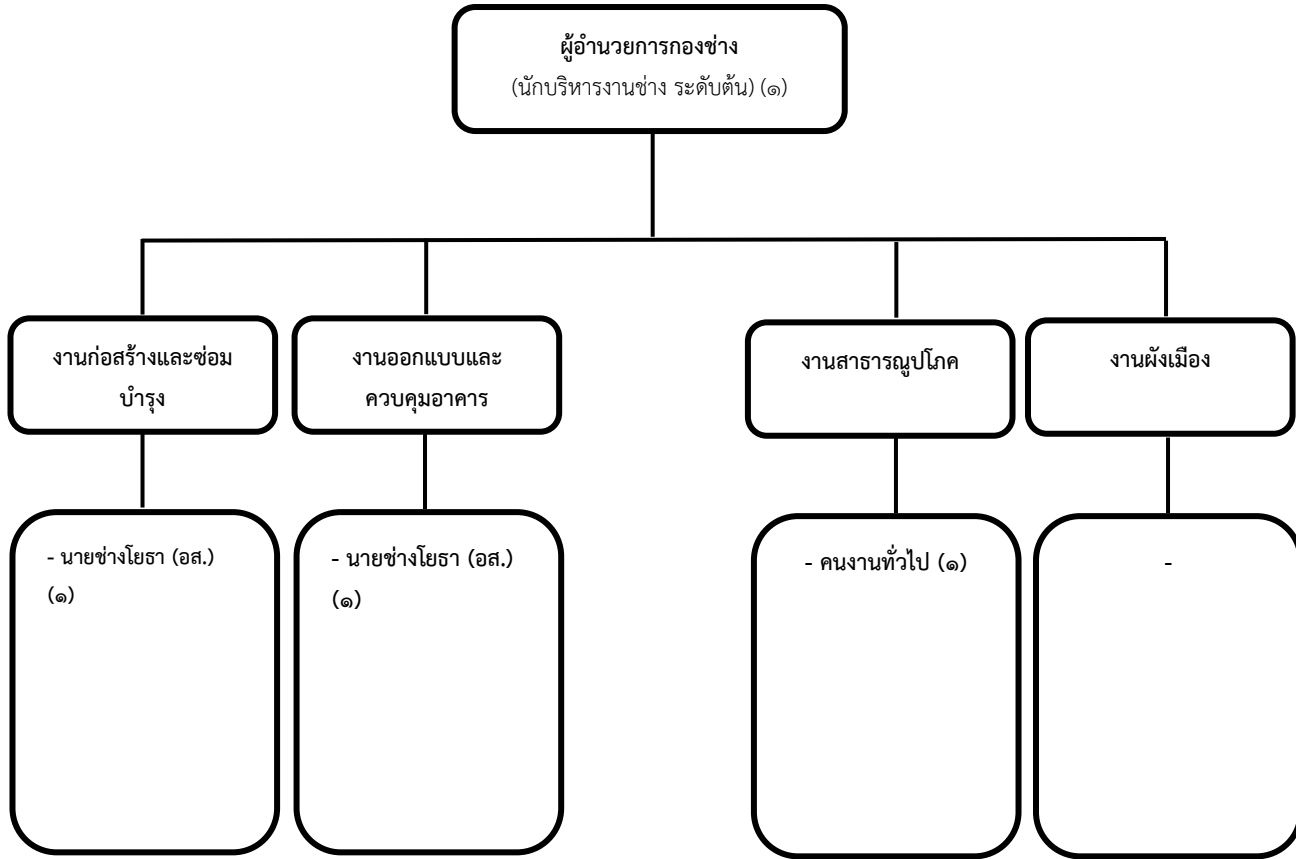 ผู้อำนวยการกองช่าง
(นักบริหารงานช่าง ระดับต้น) (๑)
งานก่อสร้างและซ่อม
บำรุง
งานออกแบบและ
ควบคุมอาคาร
งานสาธารณูปโภค
งานผังเมือง
- นายช่างโยธา (อส.)
(๑)
- นายช่างโยธา (อส.)
(๑)
- คนงานทั่วไป (๑)
-